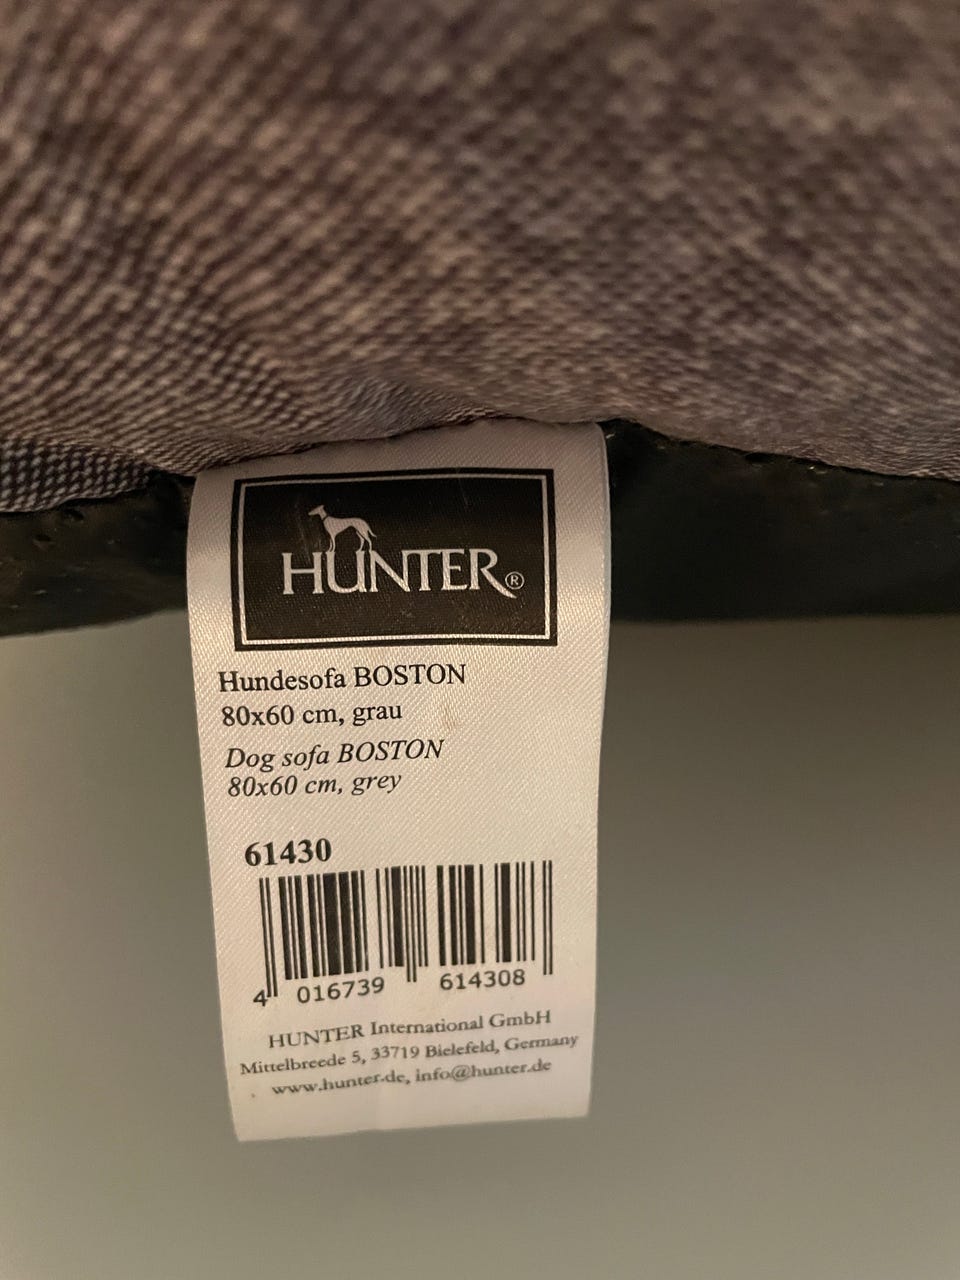 HUNTER®
Hundesofa BOSTON
80x60 cm, grau
Dog sofa BOSTON
80x60 cm, grey
61430
4 016739 614308
HUNTER International GmbH
Mittelbreede 5, 33719 Bielefeld, Germany
www.hunter.de, info@hunter.de